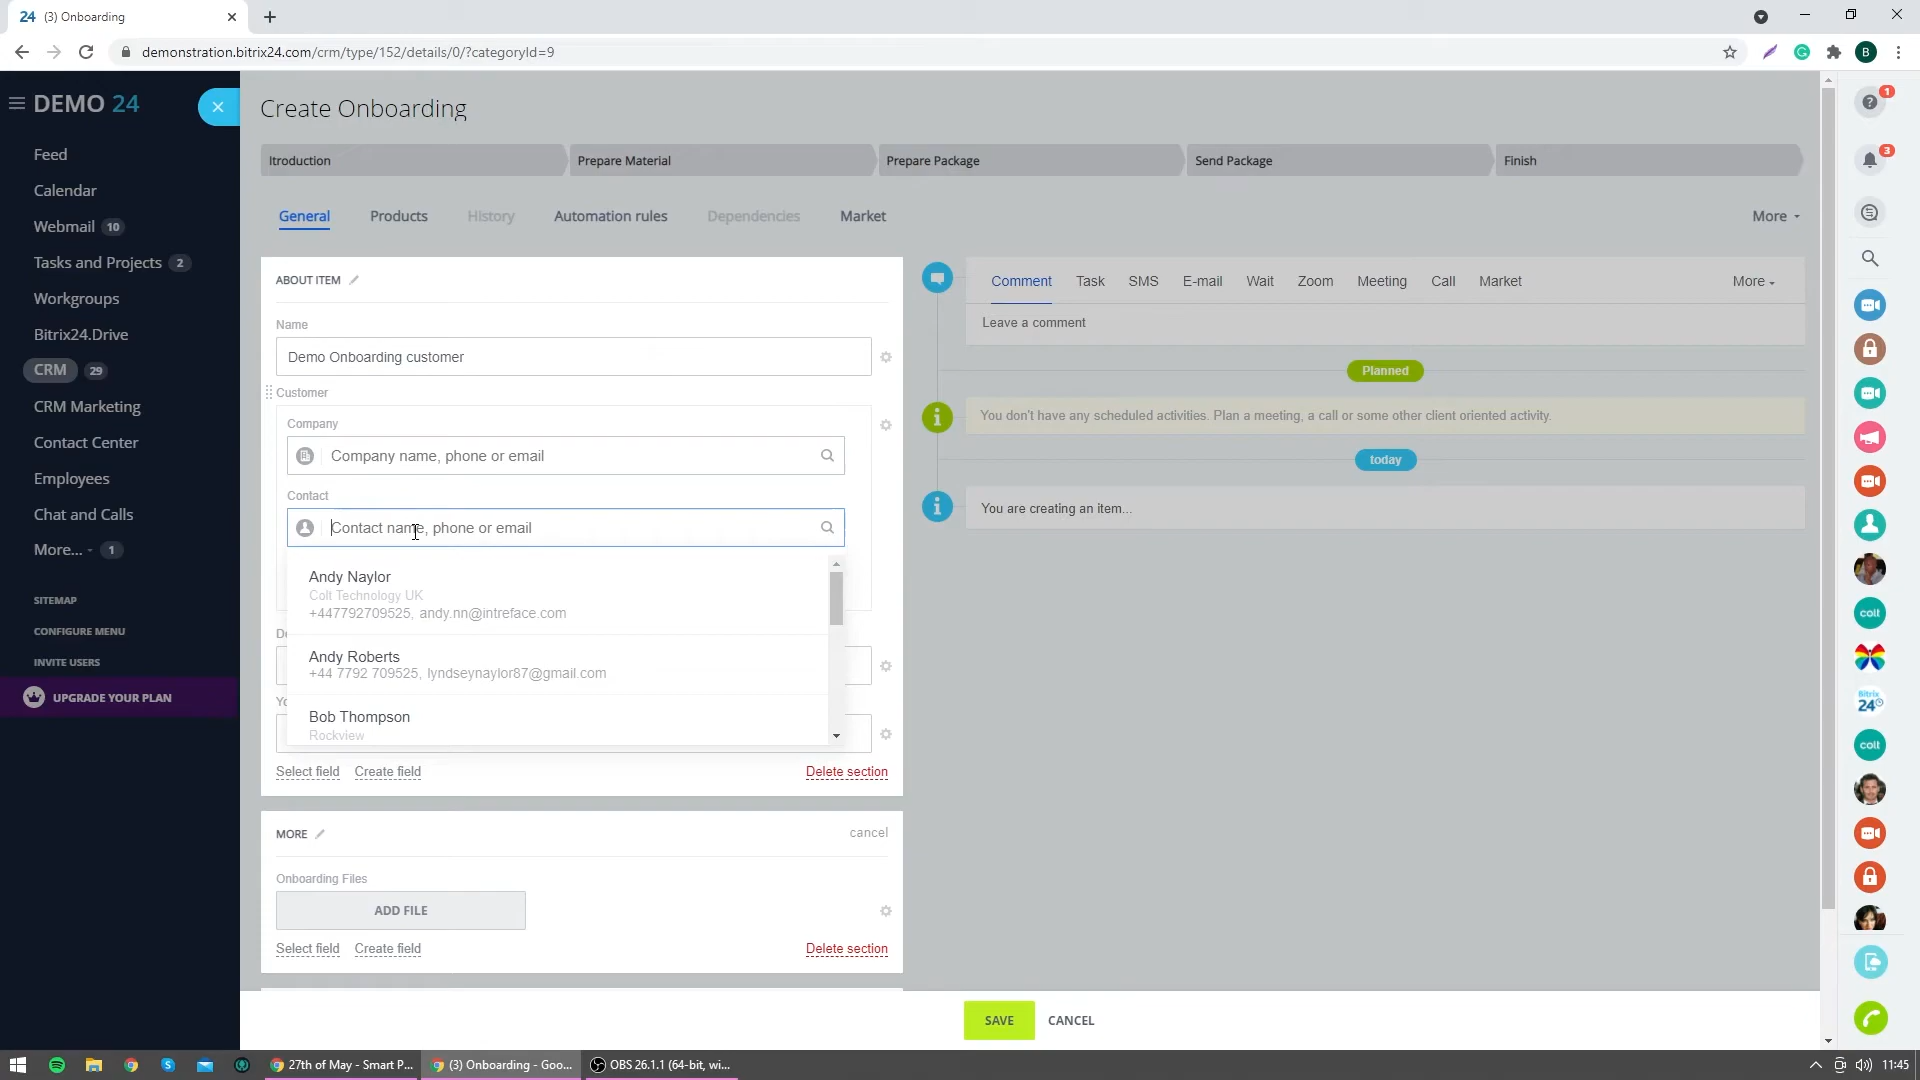 24 (3) Onboarding
demonstration.bitrix24.com/crm/type/152/details/0/?categoryId=9
B
DEMO 24
Feed
Calendar
Webmail 10
Tasks and Projects 2
Workgroups
Bitrix24.Drive
CRM 29
CRM Marketing
Contact Center
Employees
Chat and Calls
More... 1
SITEMAP
CONFIGURE MENU
INVITE USERS
UPGRADE YOUR PLAN
Create Onboarding
Itroduction Prepare Material Prepare Package Send Package Finish
General Products History Automation rules Dependencies Market More
ABOUT ITEM
Name
Demo Onboarding customer
Customer
Company
Company name, phone or email
Contact
Contact name, phone or email
Andy Naylor
Colt Technology UK
+447792709525, andy.nn@intreface.com
Andy Roberts
+44 7792 709525, lyndseynaylor87@gmail.com
Bob Thompson
Rockview
De
Yo
Select field Create field Delete section
MORE cancel
Onboarding Files
ADD FILE
Select field Create field Delete section
Comment Task SMS E-mail Wait Zoom Meeting Call Market More
Leave a comment
Planned
You don't have any scheduled activities. Plan a meeting, a call or some other client oriented activity.
today
You are creating an item...
SAVE CANCEL
1
3
colt
Bitrix
24
colt
27th of May - Smart P... (3) Onboarding - Goo... OBS 26.1.1 (64-bit, wi... 11:45